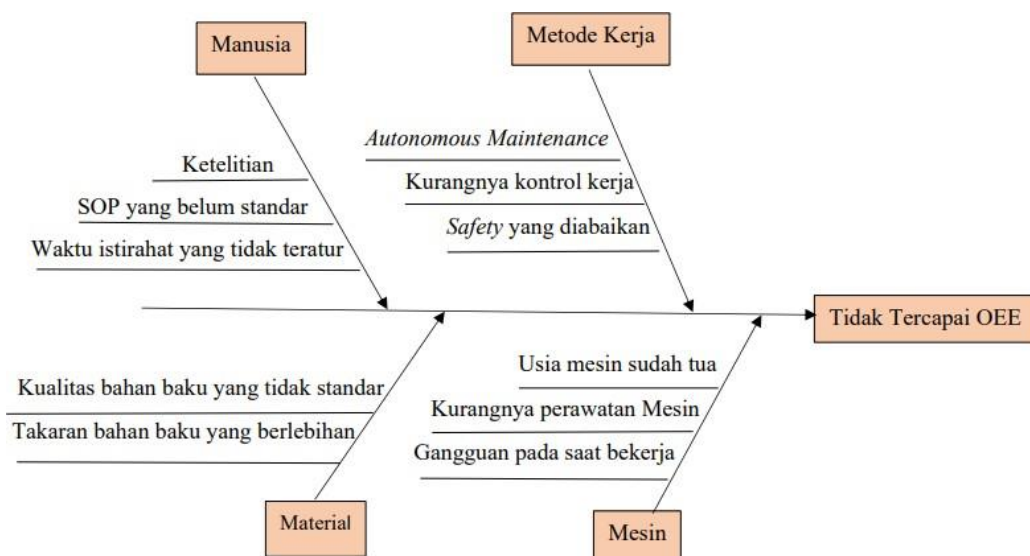 Manusia
Metode Kerja
Ketelitian
SOP yang belum standar
Waktu istirahat yang tidak teratur
Autonomous Maintenance
Kurangnya kontrol kerja
Safety yang diabaikan
Tidak Tercapai OEE
Kualitas bahan baku yang tidak standar
Takaran bahan baku yang berlebihan
Usia mesin sudah tua
Kurangnya perawatan Mesin
Gangguan pada saat bekerja
Material
Mesin